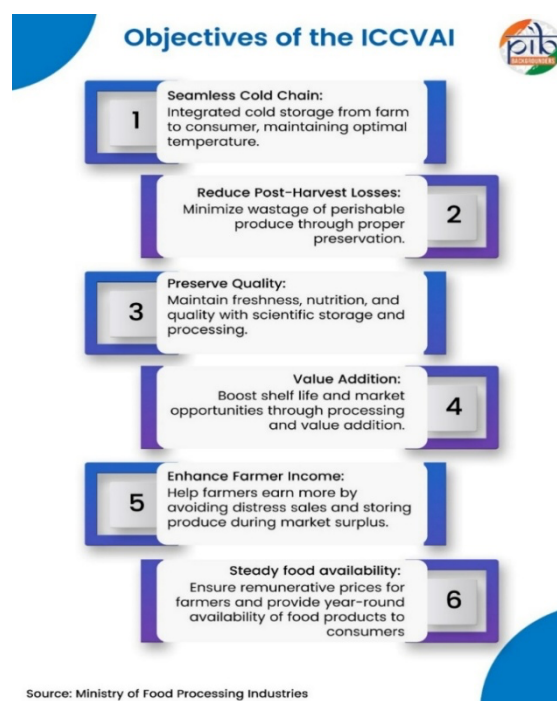 Objectives of the ICCVAI
pib
BACKGROUNDERS
1
Seamless Cold Chain:
Integrated cold storage from farm
to consumer, maintaining optimal
temperature.
Reduce Post-Harvest Losses:
Minimize wastage of perishable
produce through proper
preservation.
2
Preserve Quality:
Maintain freshness, nutrition, and
quality with scientific storage and
processing.
3
Value Addition:
Boost shelf life and market
opportunities through processing
and value addition.
4
Enhance Farmer Income:
Help farmers earn more by
avoiding distress sales and storing
produce during market surplus.
5
Steady food availability:
Ensure remunerative prices for
farmers and provide year-round
availability of food products to
consumers
6
Source: Ministry of Food Processing Industries